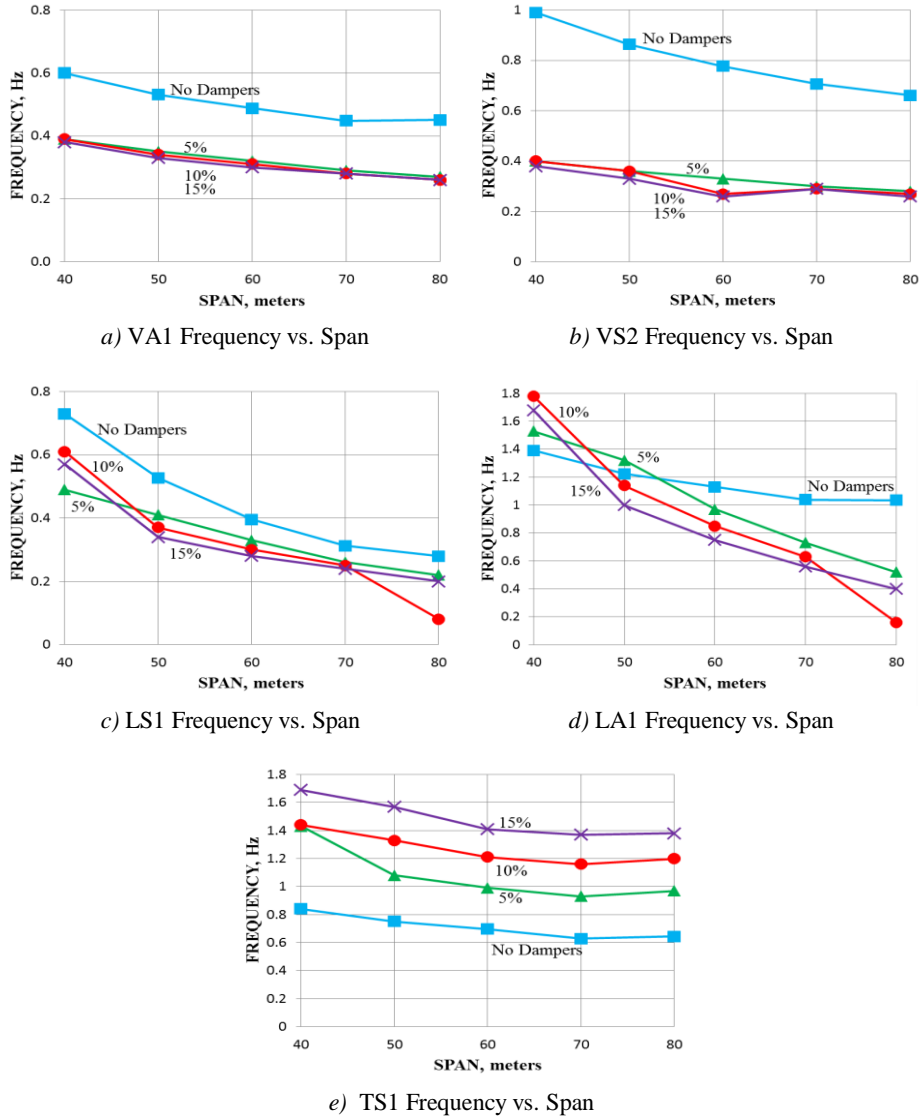 0.8
0.6
0.4
0.2
0.0
FREQUENCY, Hz
No Dampers
5%
10%
15%
40 50 60 70 80
SPAN, meters
a) VA1 Frequency vs. Span
1
0.8
0.6
0.4
0.2
0
FREQUENCY, Hz
No Dampers
5%
10%
15%
40 50 60 70 80
SPAN, meters
b) VS2 Frequency vs. Span
0.8
0.6
0.4
0.2
0
FREQUENCY, Hz
No Dampers
10%
5%
15%
40 50 60 70 80
SPAN, meters
c) LS1 Frequency vs. Span
1.8
1.6
1.4
1.2
1
0.8
0.6
0.4
0.2
0
FREQUENCY, Hz
10%
5%
15%
No Dampers
40 50 60 70 80
SPAN, meters
d) LA1 Frequency vs. Span
1.8
1.6
1.4
1.2
1
0.8
0.6
0.4
0.2
0
FREQUENCY, Hz
15%
10%
5%
No Dampers
40 50 60 70 80
SPAN, meters
e) TS1 Frequency vs. Span